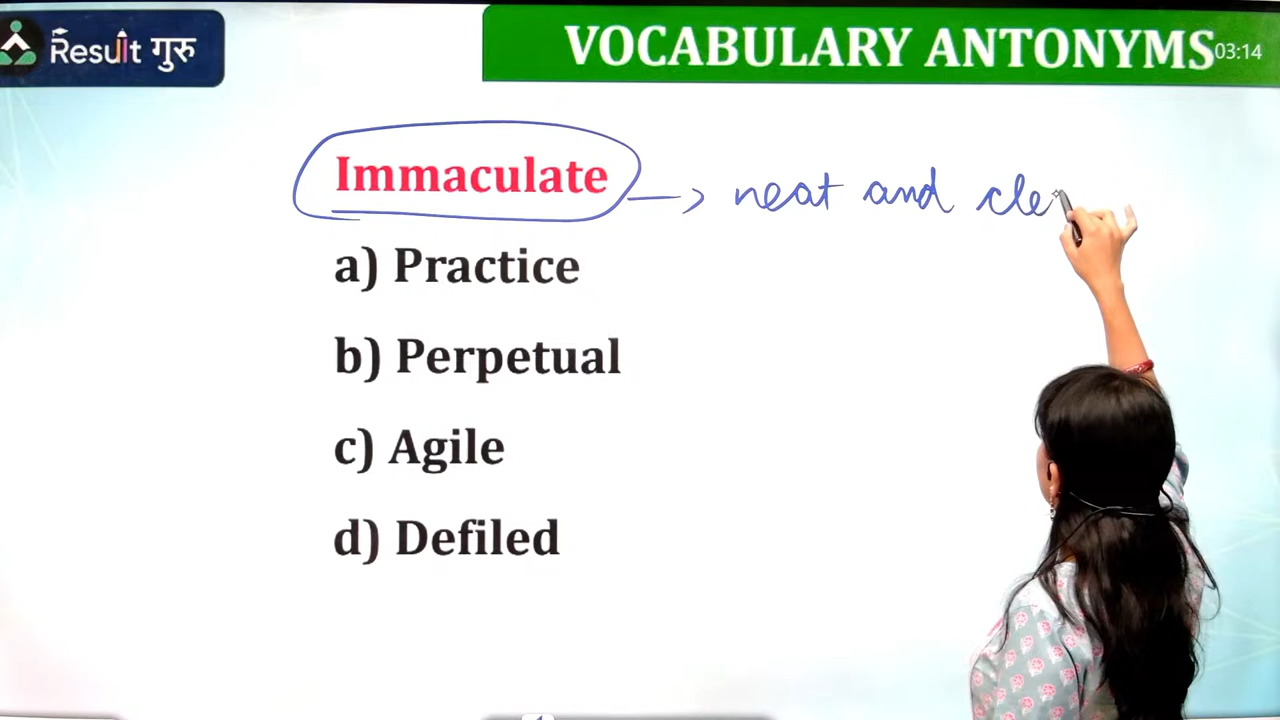 Result गुरु
VOCABULARY ANTONYMS
03:14
Immaculate
neat and cle
a) Practice
b) Perpetual
c) Agile
d) Defiled